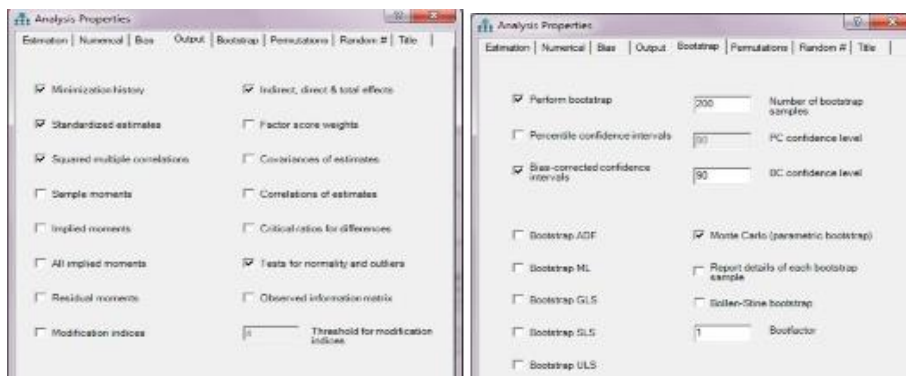 Analysis Properties
Estimation | Numerical | Bias | Output | Bootstrap | Permutations | Random # | Title
Minimization history
Indirect, direct & total effects
Standardized estimates
Factor score weights
Squared multiple correlations
Covariances of estimates
Sample moments
Correlations of estimates
Implied moments
Critical ratios for differences
All implied moments
Tests for normality and outliers
Residual moments
Observed information matrix
Modification indices
4
Threshold for modification
indices
Analysis Properties
Estimation | Numerical | Bias | Output | Bootstrap | Permutations | Random # | Title
Perform bootstrap
200
Number of bootstrap
samples
Percentile confidence intervals
PC confidence level
Bias-corrected confidence
intervals
90
BC confidence level
Bootstrap ADF
Monte Carlo (parametric bootstrap)
Bootstrap ML
Report details of each bootstrap
sample
Bootstrap GLS
Bollen-Stine bootstrap
Bootstrap SLS
1
Bootfactor
Bootstrap ULS